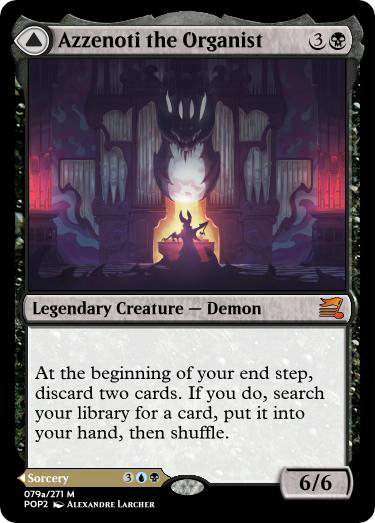 Azzenoti the Organist 3
Legendary Creature — Demon
At the beginning of your end step,
discard two cards. If you do, search
your library for a card, put it into
your hand, then shuffle.
Sorcery 3
6/6
079a/271 M
POP2 Alexandre Larcher